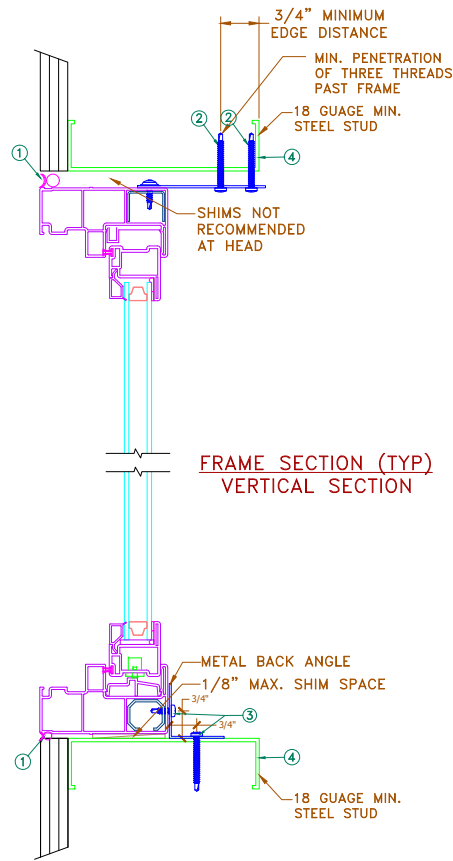 3/4" MINIMUM
EDGE DISTANCE
MIN. PENETRATION
OF THREE THREADS
PAST FRAME
2
2
18 GUAGE MIN.
STEEL STUD
1
4
SHIMS NOT
RECOMMENDED
AT HEAD
FRAME SECTION (TYP)
VERTICAL SECTION
METAL BACK ANGLE
1/8" MAX. SHIM SPACE
3/4"
3/4"
3
1
4
18 GUAGE MIN.
STEEL STUD